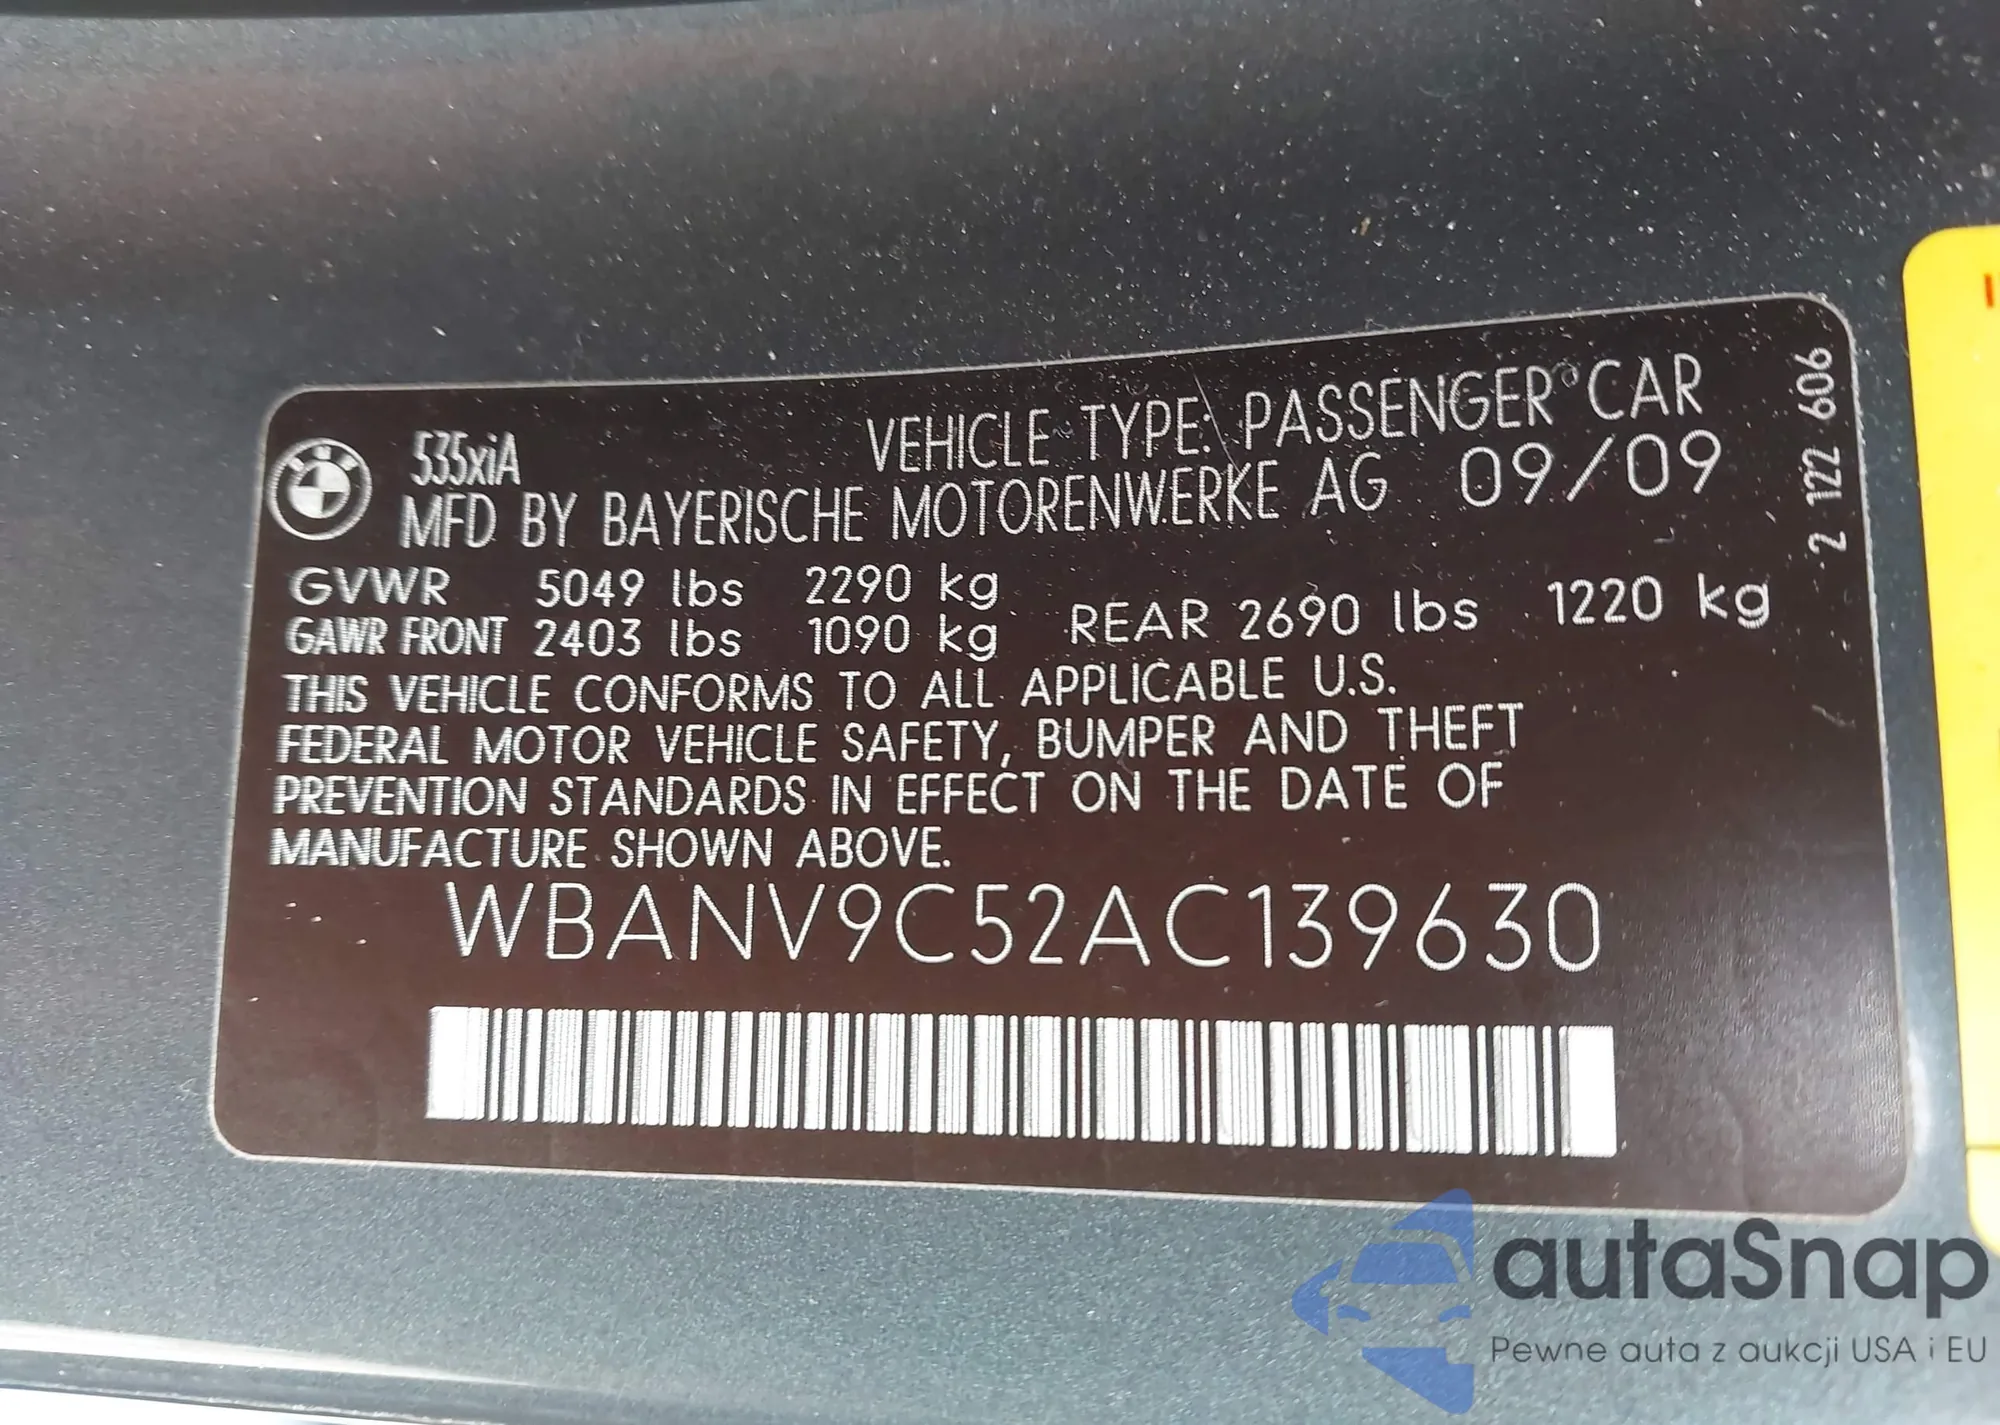 535xiA
VEHICLE TYPE: PASSENGER CAR
MFD BY BAYERISCHE MOTORENWERKE AG 09/09
GVWR 5049 lbs 2290 kg
GAWR FRONT 2403 lbs 1090 kg REAR 2690 lbs 1220 kg
THIS VEHICLE CONFORMS TO ALL APPLICABLE U.S.
FEDERAL MOTOR VEHICLE SAFETY, BUMPER AND THEFT
PREVENTION STANDARDS IN EFFECT ON THE DATE OF
MANUFACTURE SHOWN ABOVE.
WBANV9C52AC139630
2 122 606
autaSnap
Pewne auta z aukcji USA i EU